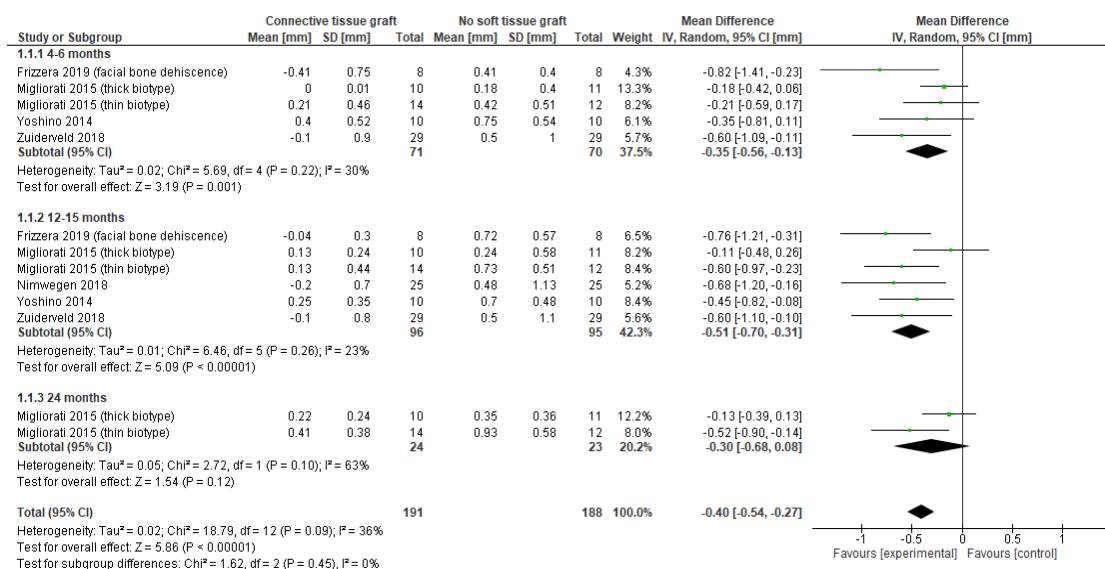 Connective tissue graft No soft tissue graft Mean Difference Mean Difference
Study or Subgroup Mean [mm] SD [mm] Total Mean [mm] SD [mm] Total Weight IV, Random, 95% CI [mm] IV, Random, 95% CI [mm]
1.1.1 4-6 months
Frizzera 2019 (facial bone dehiscence) -0.41 0.75 8 0.41 0.4 8 4.3% -0.82 [-1.41, -0.23]
Migliorati 2015 (thick biotype) 0 0.01 10 0.18 0.4 11 13.3% -0.18 [-0.42, 0.06]
Migliorati 2015 (thin biotype) 0.21 0.46 14 0.42 0.51 12 8.2% -0.21 [-0.59, 0.17]
Yoshino 2014 0.4 0.52 10 0.75 0.54 10 6.1% -0.35 [-0.81, 0.11]
Zuiderveld 2018 -0.1 0.9 29 0.5 1 29 5.7% -0.60 [-1.09, -0.11]
Subtotal (95% CI) 71 70 37.5% -0.35 [-0.56, -0.13]
Heterogeneity: Tau² = 0.02; Chi² = 5.69, df = 4 (P = 0.22); I² = 30%
Test for overall effect: Z = 3.19 (P = 0.001)
1.1.2 12-15 months
Frizzera 2019 (facial bone dehiscence) -0.04 0.3 8 0.72 0.57 8 6.5% -0.76 [-1.21, -0.31]
Migliorati 2015 (thick biotype) 0.13 0.24 10 0.24 0.58 11 8.2% -0.11 [-0.48, 0.26]
Migliorati 2015 (thin biotype) 0.13 0.44 14 0.73 0.51 12 8.4% -0.60 [-0.97, -0.23]
Nimwegen 2018 -0.2 0.7 25 0.48 1.13 25 5.2% -0.68 [-1.20, -0.16]
Yoshino 2014 0.25 0.35 10 0.7 0.48 10 8.6% -0.45 [-0.82, -0.08]
Zuiderveld 2018 -0.1 0.8 29 0.5 1.1 29 5.6% -0.60 [-1.10, -0.10]
Subtotal (95% CI) 96 95 42.3% -0.51 [-0.70, -0.31]
Heterogeneity: Tau² = 0.01; Chi² = 6.46, df = 5 (P = 0.26); I² = 23%
Test for overall effect: Z = 5.09 (P < 0.00001)
1.1.3 24 months
Migliorati 2015 (thick biotype) 0.22 0.24 10 0.35 0.36 11 12.2% -0.13 [-0.39, 0.13]
Migliorati 2015 (thin biotype) 0.41 0.38 14 0.93 0.58 12 8.0% -0.52 [-0.90, -0.14]
Subtotal (95% CI) 24 23 20.2% -0.30 [-0.68, 0.08]
Heterogeneity: Tau² = 0.05; Chi² = 2.72, df = 1 (P = 0.10); I² = 63%
Test for overall effect: Z = 1.54 (P = 0.12)
Total (95% CI) 191 188 100.0% -0.40 [-0.54, -0.27]
Heterogeneity: Tau² = 0.02; Chi² = 18.79, df = 12 (P = 0.09); I² = 36%
Test for overall effect: Z = 5.86 (P < 0.00001)
Test for subgroup differences: Chi² = 1.62, df = 2 (P = 0.45), I² = 0%
-1 -0.5 0 0.5 1
Favours [experimental] Favours [control]